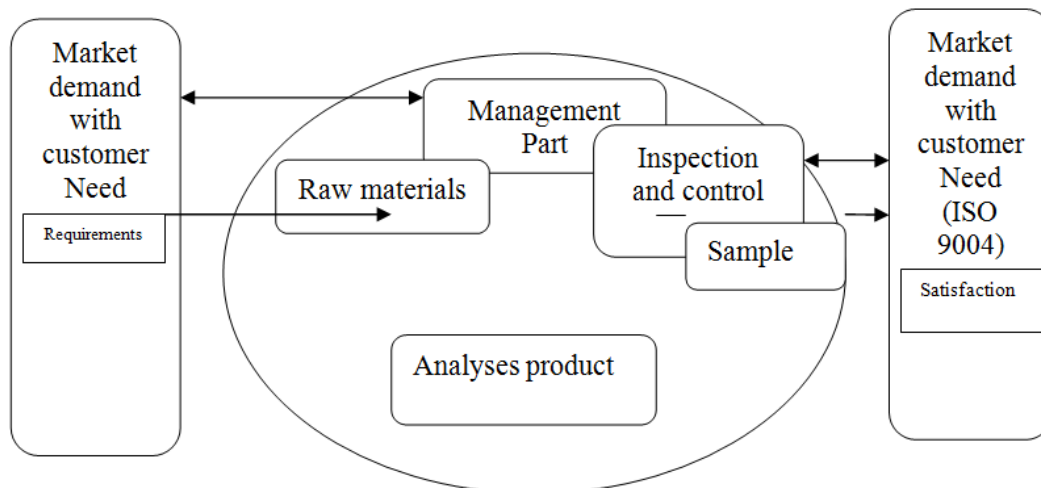 Market
demand
with
customer
Need
Requirements
Management
Part
Raw materials
Inspection
and control
Sample
Analyses product
Market
demand
with
customer
Need
(ISO
9004)
Satisfaction